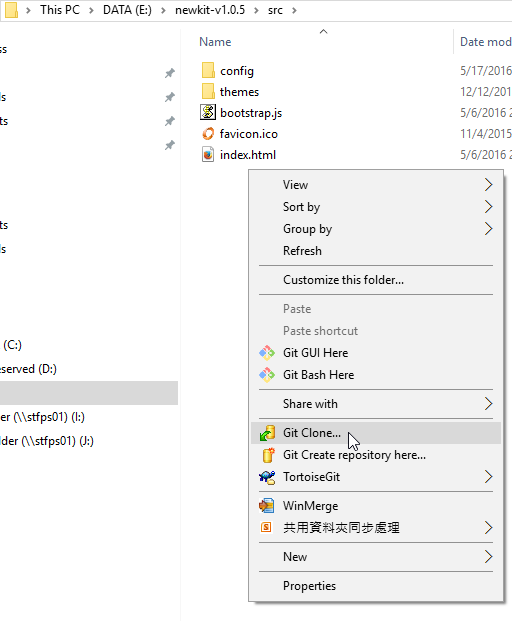 This PC > DATA (E:) > newkit-v1.0.5 > src >
Name Date mod
config 5/17/2016
themes 12/12/201
bootstrap.js 5/6/2016 2
favicon.ico 11/4/2015
index.html 5/6/2016 2
ss
ls
ts
ts
ls
(C:)
eserved (D:)
er (\\stfps01) (I:)
lder (\\stfps01) (J:)
View
Sort by
Group by
Refresh
Customize this folder...
Paste
Paste shortcut
Git GUI Here
Git Bash Here
Share with
Git Clone...
Git Create repository here...
TortoiseGit
WinMerge
共用資料夾同步處理
New
Properties